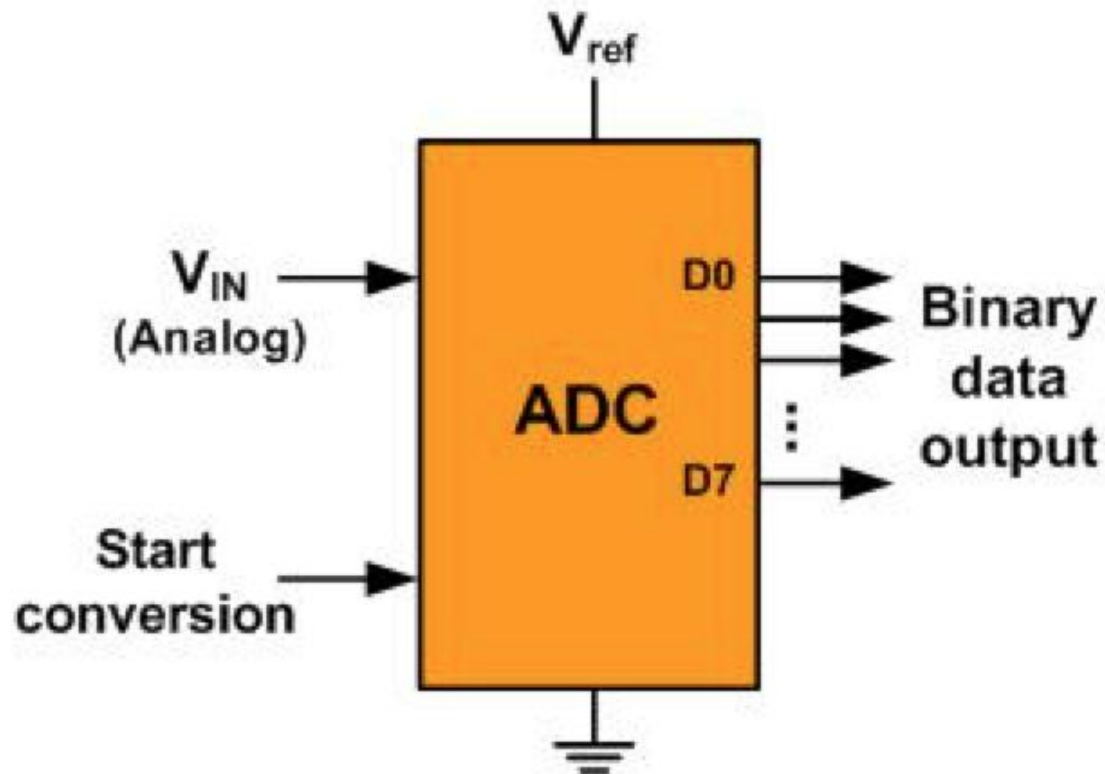 Vref
VIN
(Analog)
Start
conversion
ADC
D0
D7
Binary
data
output